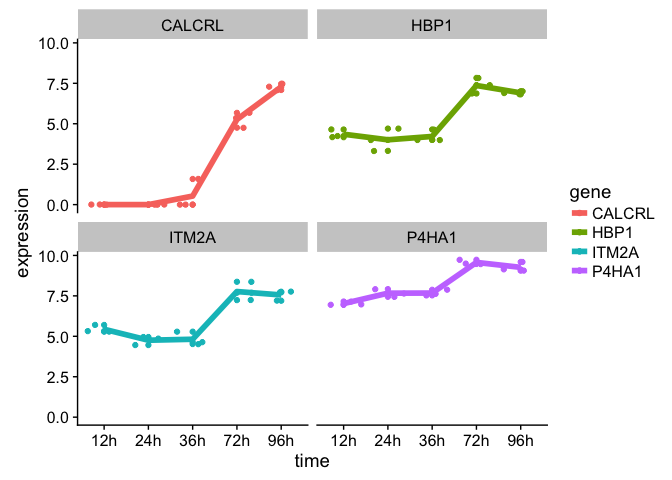 CALCRL HBP1
10.0
7.5
5.0
2.5
0.0
expression
ITM2A P4HA1
10.0
7.5
5.0
2.5
0.0
12h 24h 36h 72h 96h 12h 24h 36h 72h 96h
time
gene
CALCRL
HBP1
ITM2A
P4HA1